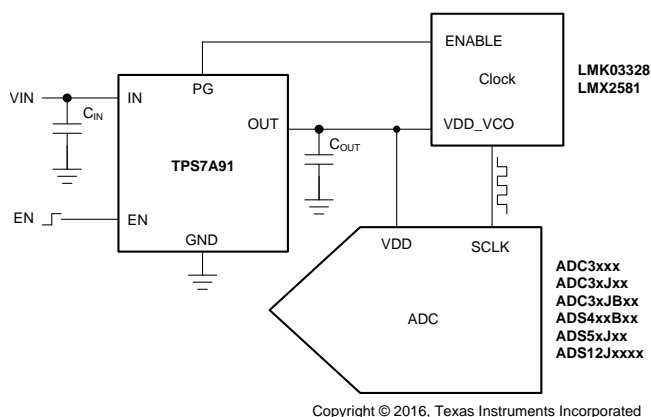 ENABLE
Clock
LMK03328
LMX2581
VIN
CIN
IN
PG
OUT
VDD_VCO
COUT
TPS7A91
EN
EN
GND
VDD
SCLK
ADC
ADC3xxx
ADC3xJxx
ADC3xJBxx
ADS4xxBxx
ADS5xJxx
ADS12Jxxxx
Copyright © 2016, Texas Instruments Incorporated